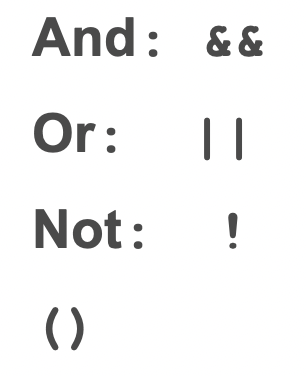 And: &&
Or: ||
Not: !
()